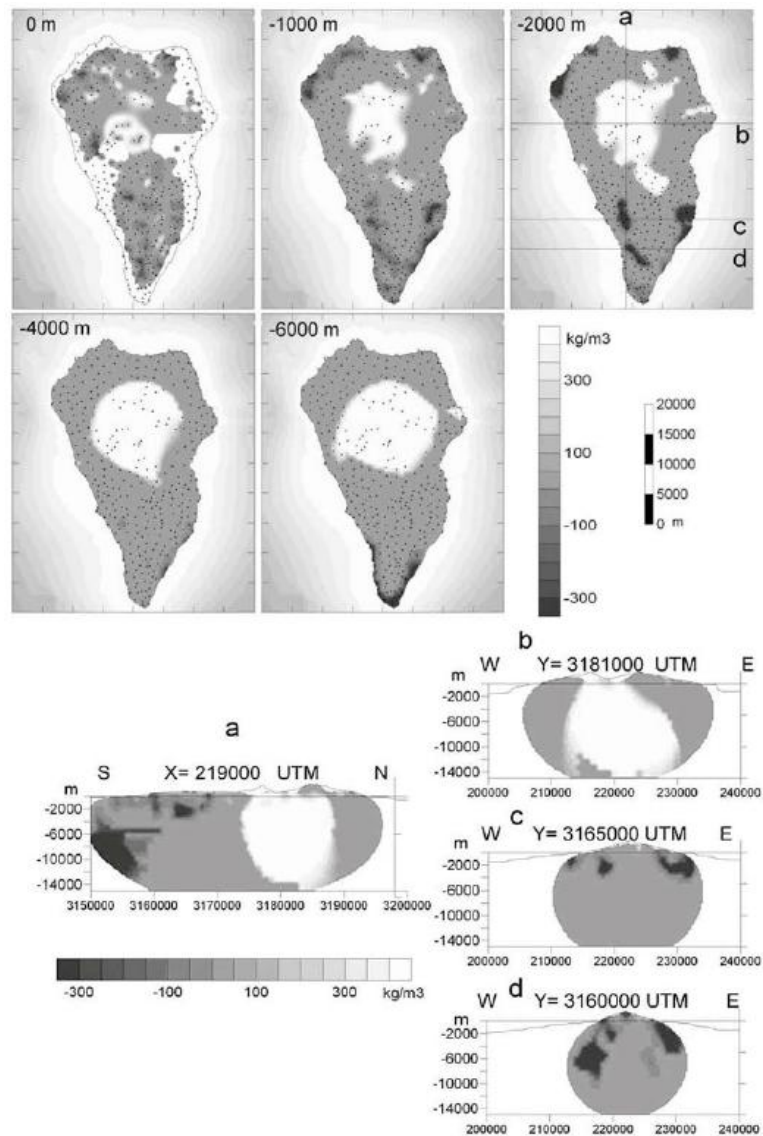 0 m
-1000 m
-2000 m
a
b
c
d
-4000 m
-6000 m
kg/m3
300
100
-100
-300
20000
15000
10000
5000
0 m
b
W Y= 3181000 UTM E
m
-2000
-6000
-10000
-14000
200000 210000 220000 230000 240000
a
S X= 219000 UTM N
m
-2000
-6000
-10000
-14000
3150000 3160000 3170000 3180000 3190000 3200000
-300 -100 100 300
kg/m3
c
W Y= 3165000 UTM E
m
-2000
-6000
-10000
-14000
200000 210000 220000 230000 240000
d
W Y= 3160000 UTM E
m
-2000
-6000
-10000
-14000
200000 210000 220000 230000 240000